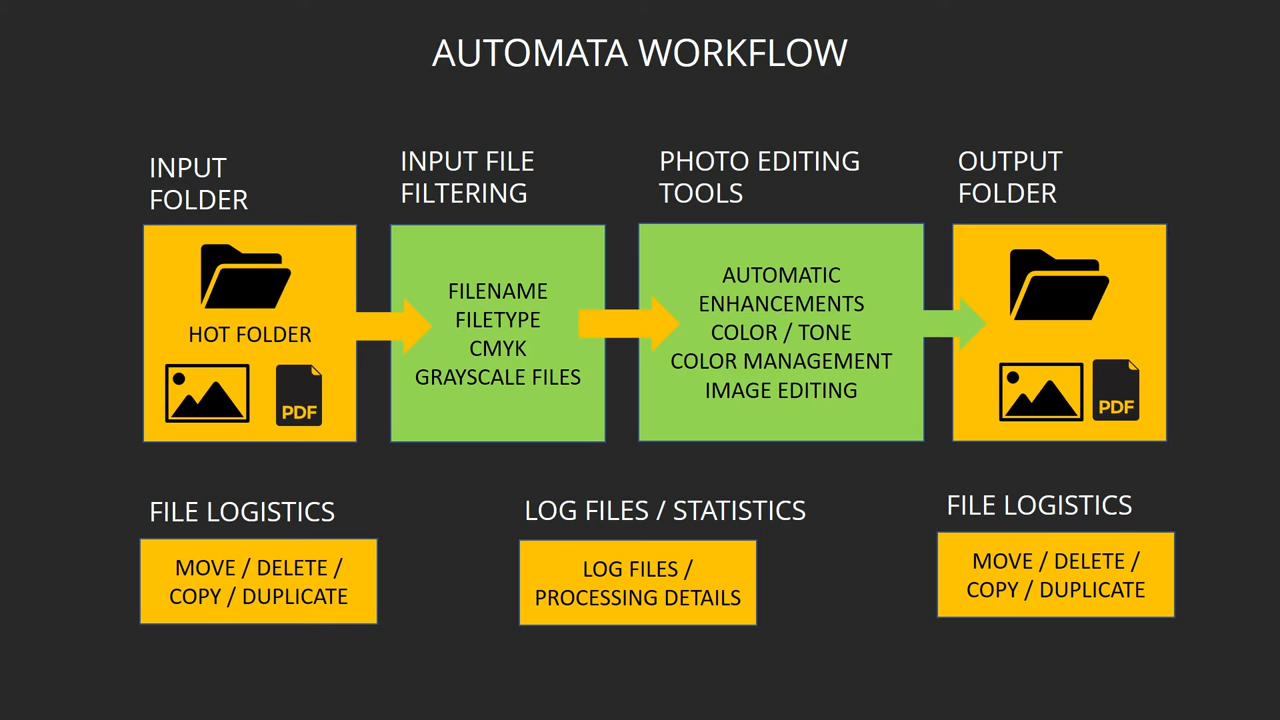 AUTOMATA WORKFLOW
INPUT
FOLDER
HOT FOLDER
PDF
INPUT FILE
FILTERING
FILENAME
FILETYPE
CMYK
GRAYSCALE FILES
PHOTO EDITING
TOOLS
AUTOMATIC
ENHANCEMENTS
COLOR / TONE
COLOR MANAGEMENT
IMAGE EDITING
OUTPUT
FOLDER
PDF
FILE LOGISTICS
MOVE / DELETE /
COPY / DUPLICATE
LOG FILES / STATISTICS
LOG FILES /
PROCESSING DETAILS
FILE LOGISTICS
MOVE / DELETE /
COPY / DUPLICATE